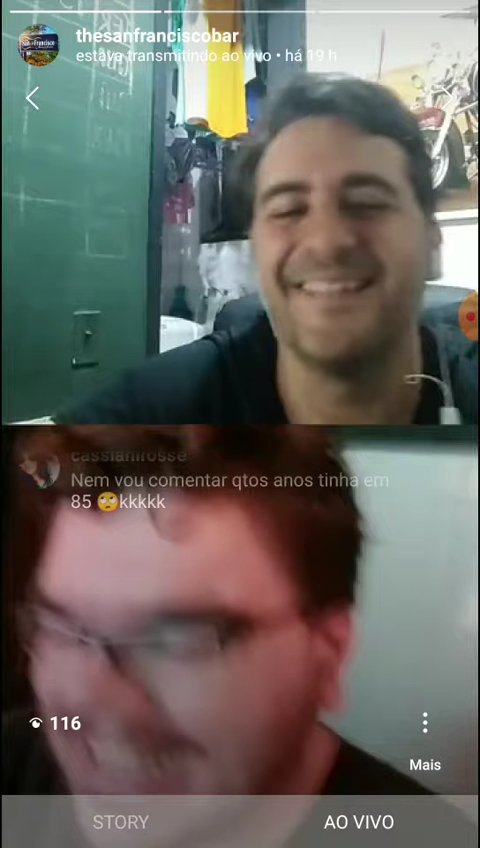 thesanfranciscobar
estava transmitindo ao vivo • há 19 h
cassianirosse
Nem vou comentar qtos anos tinha em
85 🙄kkkkk
116
Mais
STORY
AO VIVO